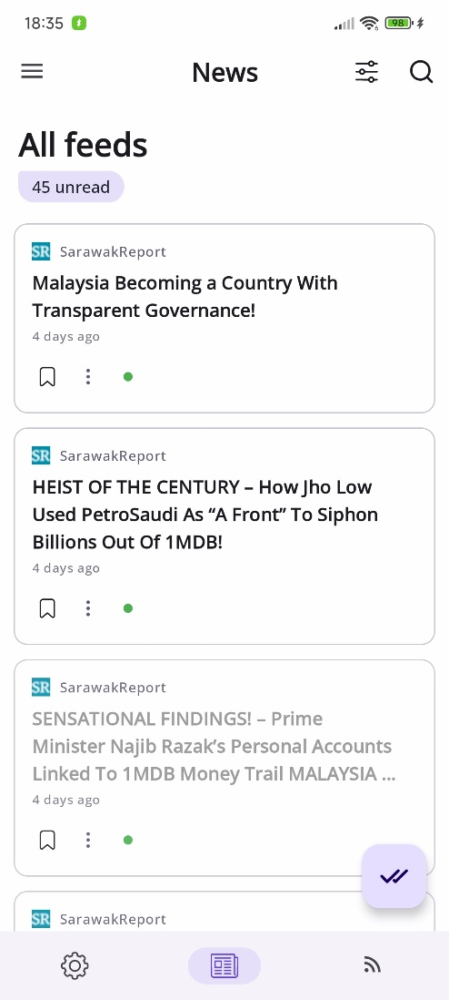 18:35
6
98
News
All feeds
45 unread
SR SarawakReport
Malaysia Becoming a Country With
Transparent Governance!
4 days ago
SR SarawakReport
HEIST OF THE CENTURY – How Jho Low
Used PetroSaudi As “A Front” To Siphon
Billions Out Of 1MDB!
4 days ago
SR SarawakReport
SENSATIONAL FINDINGS! – Prime
Minister Najib Razak’s Personal Accounts
Linked To 1MDB Money Trail MALAYSIA ...
4 days ago
SR SarawakReport